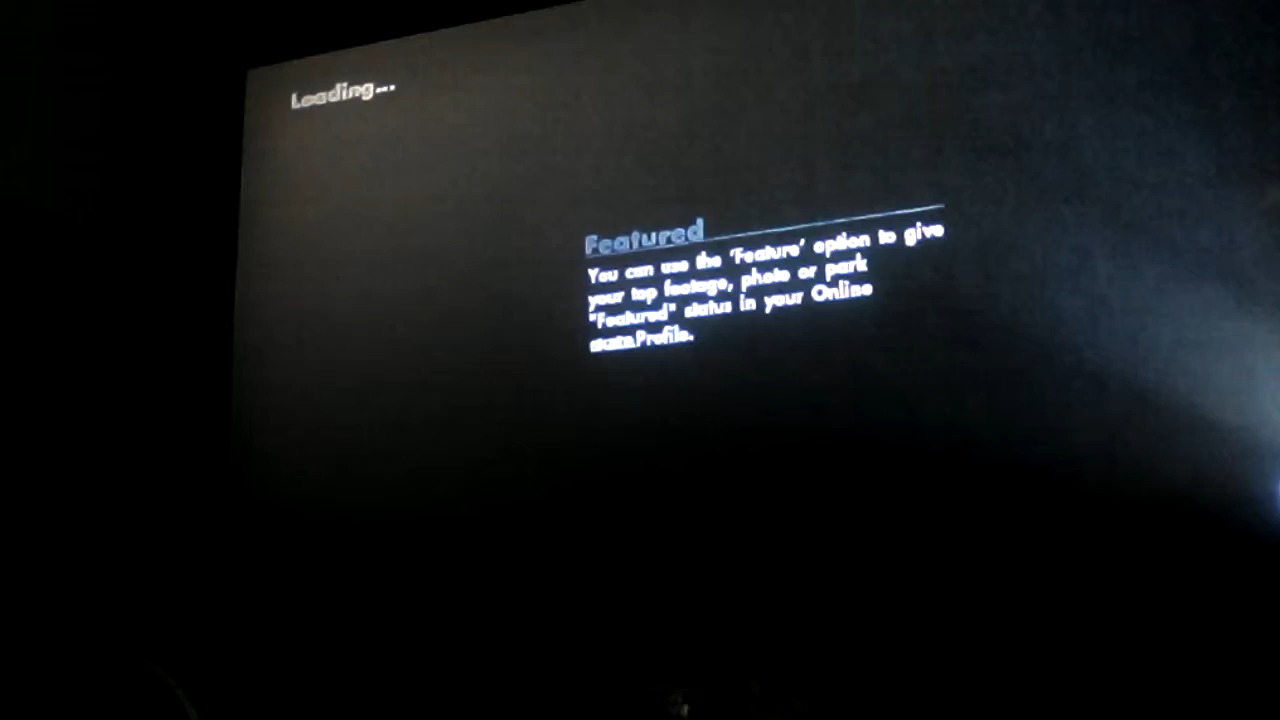 Loading...
Featured
You can use the 'Feature' option to give
your top footage, photo or park
"Featured" status in your Online
skate.Profile.